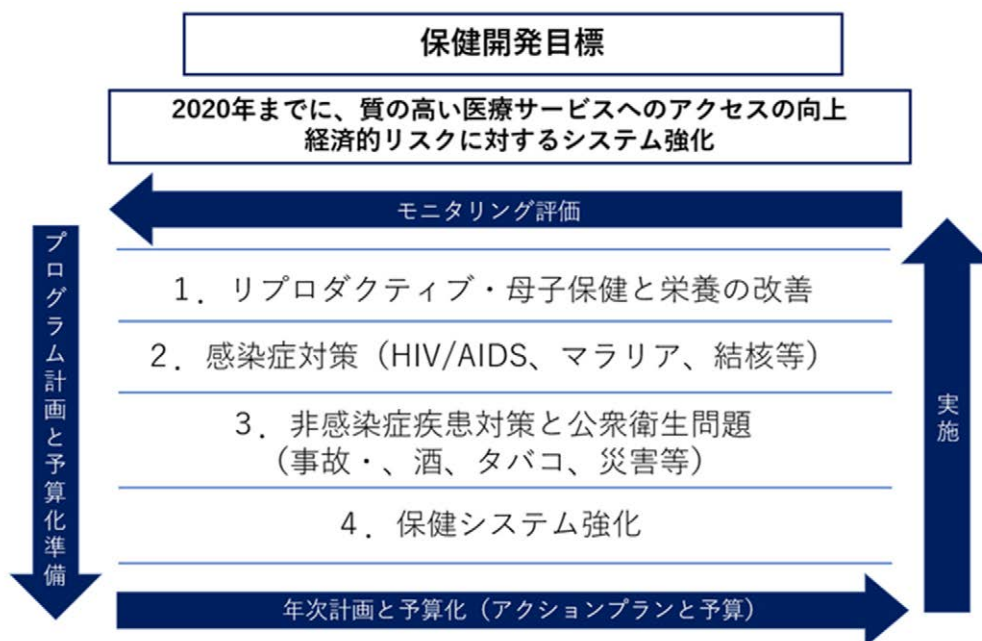 保健開発目標
2020年までに、質の高い医療サービスへのアクセスの向上
経済的リスクに対するシステム強化
モニタリング評価
プログラム計画と予算化準備
1．リプロダクティブ・母子保健と栄養の改善
2．感染症対策（HIV/AIDS、マラリア、結核等）
3．非感染症疾患対策と公衆衛生問題
（事故・、酒、タバコ、災害等）
4．保健システム強化
実施
年次計画と予算化（アクションプランと予算）